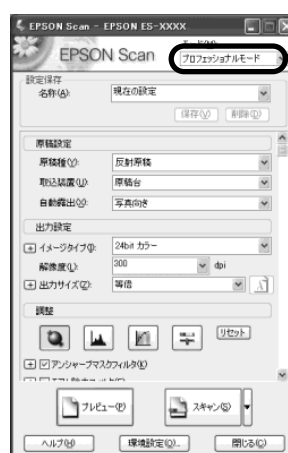 EPSON Scan - EPSON ES-XXXX
EPSON Scan
プロフェッショナルモード
設定保存
名称(A): 現在の設定
保存(V) 削除(D)
原稿設定
原稿種(Y): 反射原稿
取込装置(U): 原稿台
自動露出(X): 写真向き
出力設定
イメージタイプ(I): 24bit カラー
解像度(L): 300 dpi
出力サイズ(Z): 等倍
調整
リセット
アンシャープマスクフィルタ(K)
プレビュー(P) スキャン(S)
ヘルプ(H) 環境設定(O)... 閉じる(C)